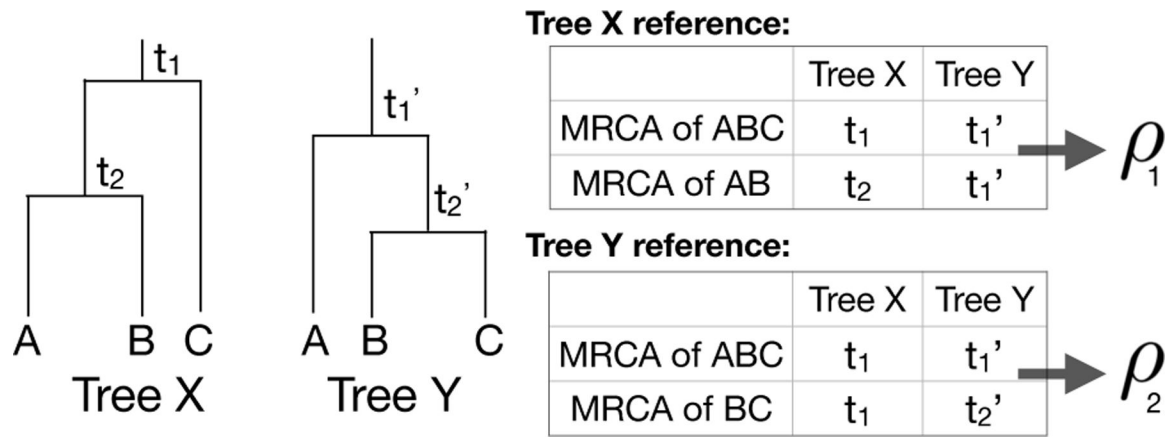 t₁
t₂
A B C
Tree X
t₁’
t₂’
A B C
Tree Y
Tree X reference:
Tree X Tree Y
MRCA of ABC t₁ t₁’
MRCA of AB t₂ t₁’
ρ₁
Tree Y reference:
Tree X Tree Y
MRCA of ABC t₁ t₁’
MRCA of BC t₁ t₂’
ρ₂